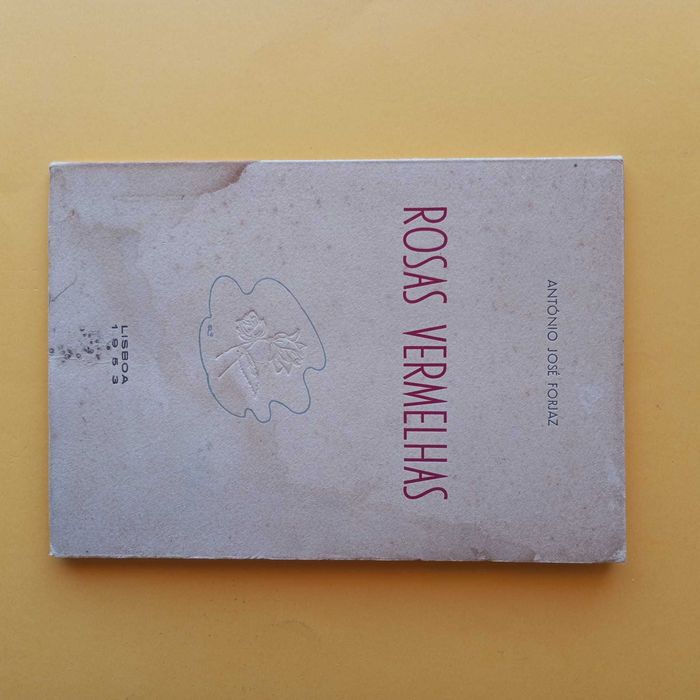 ANTÓNIO JOSÉ FORJAZ
ROSAS VERMELHAS
LISBOA
1953